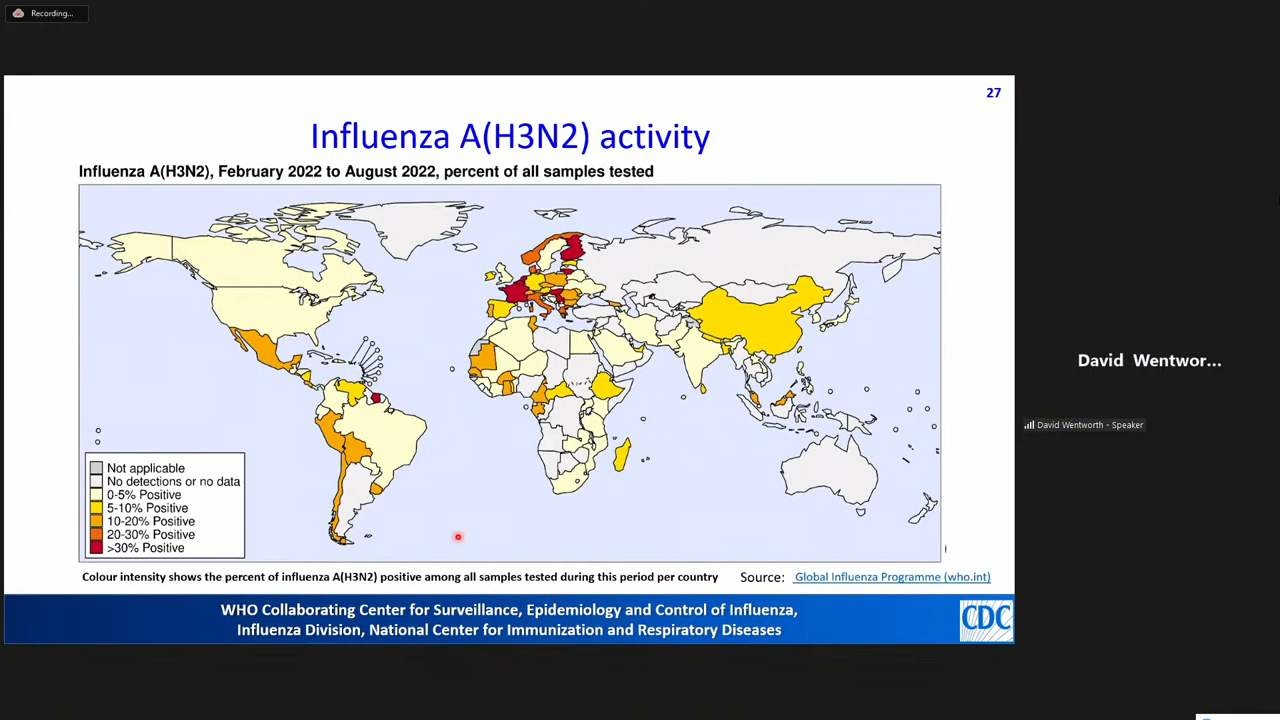 Recording...
27
Influenza A(H3N2) activity
Influenza A(H3N2), February 2022 to August 2022, percent of all samples tested
David Wentwor...
David Wentworth - Speaker
Not applicable
No detections or no data
0-5% Positive
5-10% Positive
10-20% Positive
20-30% Positive
>30% Positive
Colour intensity shows the percent of influenza A(H3N2) positive among all samples tested during this period per country
Source: Global Influenza Programme (who.int)
WHO Collaborating Center for Surveillance, Epidemiology and Control of Influenza,
Influenza Division, National Center for Immunization and Respiratory Diseases
CDC